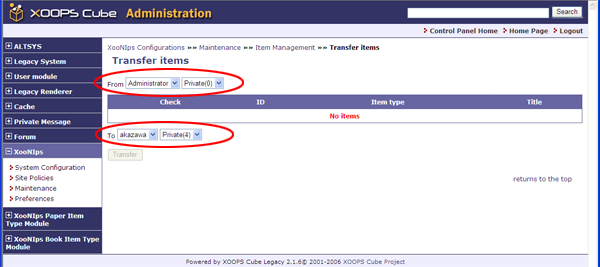 XOOPS Cube Administration
Search
Control Panel Home Home Page Logout
ALTSYS
Legacy System
User module
Legacy Renderer
Cache
Private Message
Forum
XooNIps
System Configuration
Site Policies
Maintenance
Preferences
XooNIps Paper Item
Type Module
XooNIps Book Item Type
Module
XooNIps Configurations »» Maintenance »» Item Management »» Transfer items
Transfer items
From Administrator Private(0)
Check ID Item type Title
No items
To akazawa Private(4)
Transfer
returns to the top
Powered by XOOPS Cube Legacy 2.1.6© 2001-2006 XOOPS Cube Project